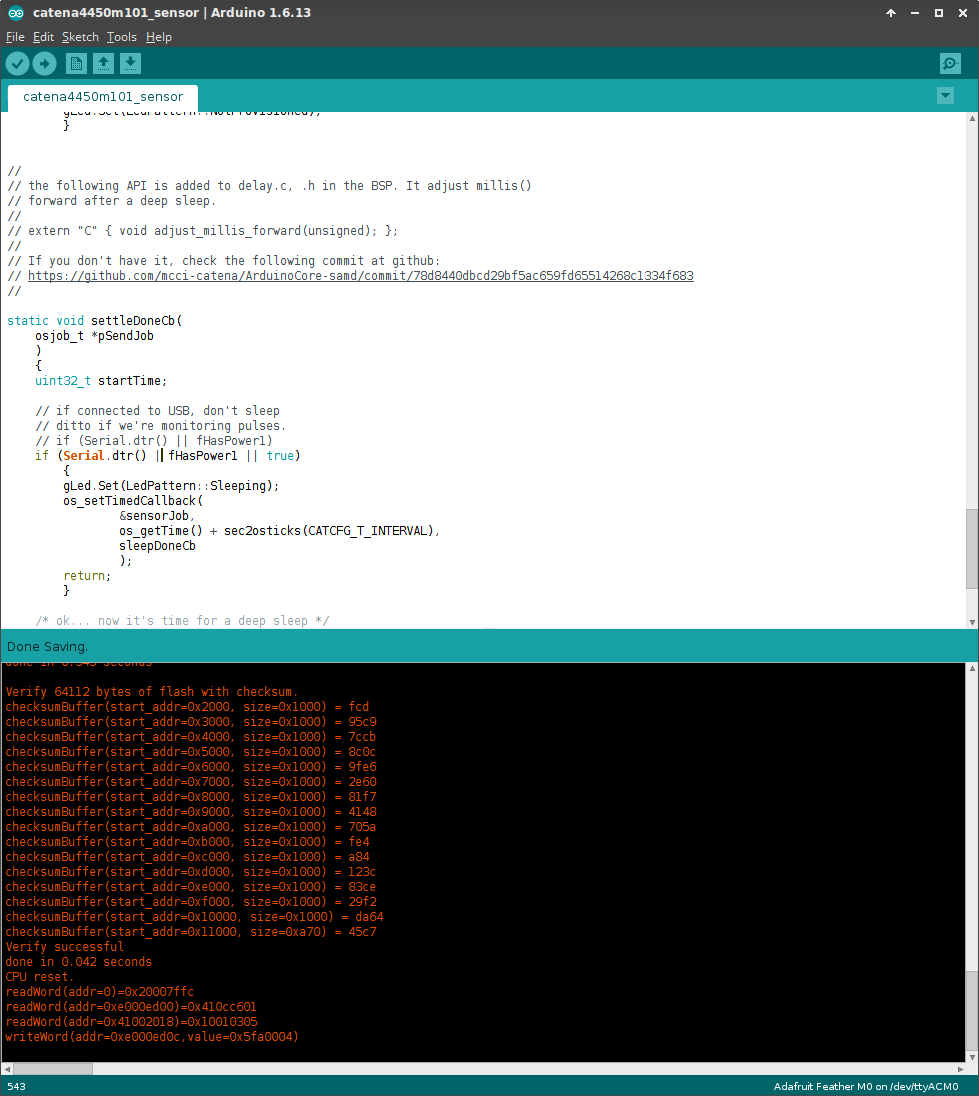 catena4450m101_sensor | Arduino 1.6.13
File Edit Sketch Tools Help
catena4450m101_sensor
gLed.Set(LedPattern::NotProvisioned);
}
//
// the following API is added to delay.c, .h in the BSP. It adjust millis()
// forward after a deep sleep.
//
// extern "C" { void adjust_millis_forward(unsigned); };
//
// If you don't have it, check the following commit at github:
// https://github.com/mcci-catena/ArduinoCore-samd/commit/78d8440dbcd29bf5ac659fd65514268c1334f683
//
static void settleDoneCb(
osjob_t *pSendJob
)
{
uint32_t startTime;
// if connected to USB, don't sleep
// ditto if we're monitoring pulses.
// if (Serial.dtr() || fHasPower1)
if (Serial.dtr() || fHasPower1 || true)
{
gLed.Set(LedPattern::Sleeping);
os_setTimedCallback(
&sensorJob,
os_getTime() + sec2osticks(CATCFG_T_INTERVAL),
sleepDoneCb
);
return;
}
/* ok... now it's time for a deep sleep */
Done Saving.
done in 0.545 seconds
Verify 64112 bytes of flash with checksum.
checksumBuffer(start_addr=0x2000, size=0x1000) = fcd
checksumBuffer(start_addr=0x3000, size=0x1000) = 95c9
checksumBuffer(start_addr=0x4000, size=0x1000) = 7ccb
checksumBuffer(start_addr=0x5000, size=0x1000) = 8c0c
checksumBuffer(start_addr=0x6000, size=0x1000) = 9fe6
checksumBuffer(start_addr=0x7000, size=0x1000) = 2e60
checksumBuffer(start_addr=0x8000, size=0x1000) = 81f7
checksumBuffer(start_addr=0x9000, size=0x1000) = 4148
checksumBuffer(start_addr=0xa000, size=0x1000) = 705a
checksumBuffer(start_addr=0xb000, size=0x1000) = fe4
checksumBuffer(start_addr=0xc000, size=0x1000) = a84
checksumBuffer(start_addr=0xd000, size=0x1000) = 123c
checksumBuffer(start_addr=0xe000, size=0x1000) = 83ce
checksumBuffer(start_addr=0xf000, size=0x1000) = 29f2
checksumBuffer(start_addr=0x10000, size=0x1000) = da64
checksumBuffer(start_addr=0x11000, size=0xa70) = 45c7
Verify successful
done in 0.042 seconds
CPU reset.
readWord(addr=0)=0x20007ffc
readWord(addr=0xe000ed00)=0x410cc601
readWord(addr=0x41002018)=0x10010305
writeWord(addr=0xe000ed0c,value=0x5fa0004)
543
Adafruit Feather M0 on /dev/ttyACM0